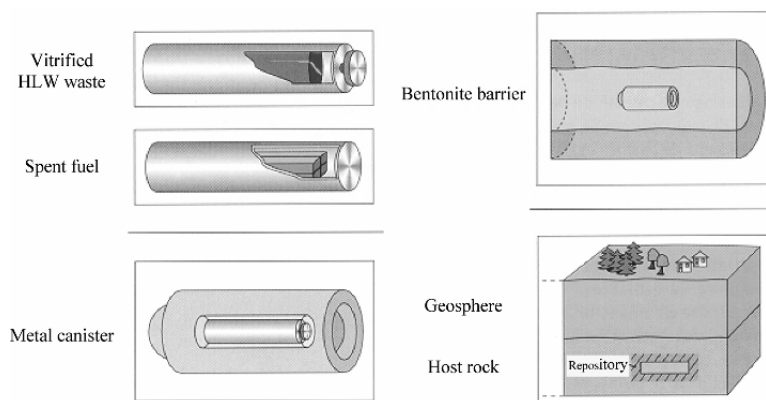 Vitrified
HLW waste
Spent fuel
Metal canister
Bentonite barrier
Geosphere
Host rock
Repository